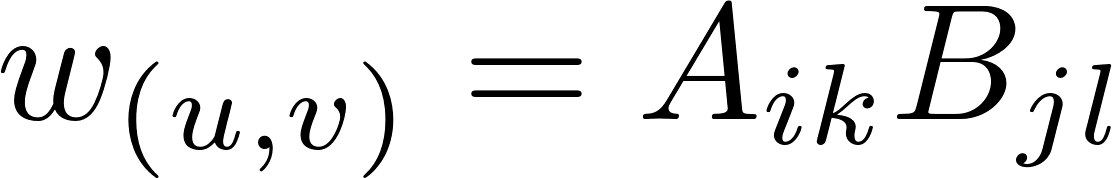 w_{(u,v)} = A_{ik} B_{jl}